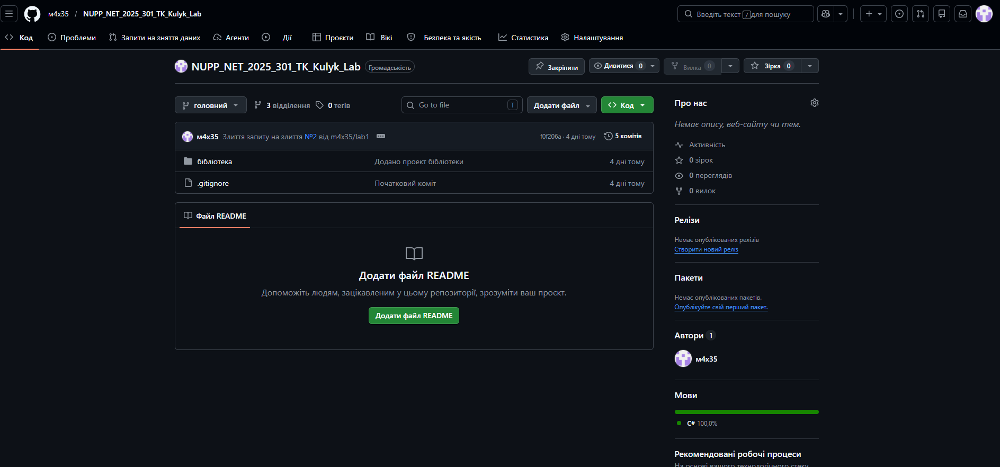 м4х35 / NUPP_NET_2025_301_TK_Kulyk_Lab
Введіть текст / для пошуку
Код Проблеми Запити на зняття даних Агенти Дії Проєкти Вікі Безпека та якість Статистика Налаштування
NUPP_NET_2025_301_TK_Kulyk_Lab Громадськість
Закріпити Дивитися 0 Вилка 0 Зірка 0
головний 3 відділення 0 тегів Go to file T Додати файл Код
м4х35 Злиття запиту на злиття №2 від m4x35/lab1 f0f206a · 4 дні тому 5 комітів
бібліотека Додано проект бібліотеки 4 дні тому
.gitignore Початковий коміт 4 дні тому
Файл README
Додати файл README
Допоможіть людям, зацікавленим у цьому репозиторії, зрозуміти ваш проєкт.
Додати файл README
Про нас
Немає опису, веб-сайту чи тем.
Активність
0 зірок
0 переглядів
0 вилок
Релізи
Немає опублікованих релізів
Створити новий реліз
Пакети
Немає опублікованих пакетів.
Опублікуйте свій перший пакет.
Автори 1
м4х35
Мови
C# 100,0%
Рекомендовані робочі процеси
На основі вашого технологічного стеку